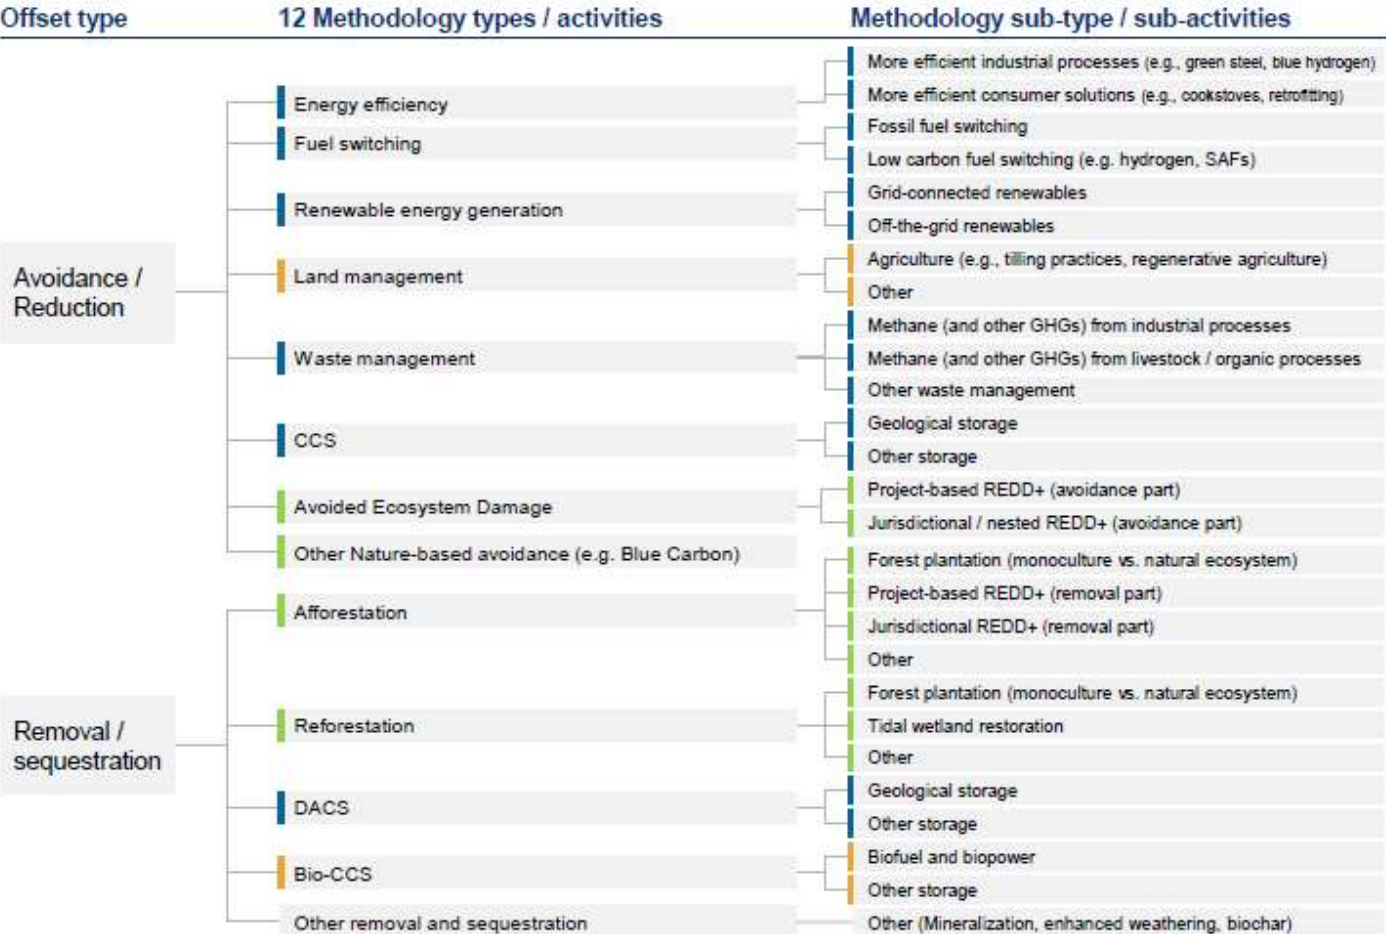 Offset type
12 Methodology types / activities
Methodology sub-type / sub-activities
Avoidance /
Reduction
Energy efficiency
More efficient industrial processes (e.g., green steel, blue hydrogen)
More efficient consumer solutions (e.g., cookstoves, retrofitting)
Fuel switching
Fossil fuel switching
Low carbon fuel switching (e.g. hydrogen, SAFs)
Renewable energy generation
Grid-connected renewables
Off-the-grid renewables
Land management
Agriculture (e.g., tilling practices, regenerative agriculture)
Other
Waste management
Methane (and other GHGs) from industrial processes
Methane (and other GHGs) from livestock / organic processes
Other waste management
CCS
Geological storage
Other storage
Avoided Ecosystem Damage
Project-based REDD+ (avoidance part)
Jurisdictional / nested REDD+ (avoidance part)
Other Nature-based avoidance (e.g. Blue Carbon)
Removal /
sequestration
Afforestation
Forest plantation (monoculture vs. natural ecosystem)
Project-based REDD+ (removal part)
Jurisdictional REDD+ (removal part)
Other
Reforestation
Forest plantation (monoculture vs. natural ecosystem)
Tidal wetland restoration
Other
DACS
Geological storage
Other storage
Bio-CCS
Biofuel and biopower
Other storage
Other removal and sequestration
Other (Mineralization, enhanced weathering, biochar)